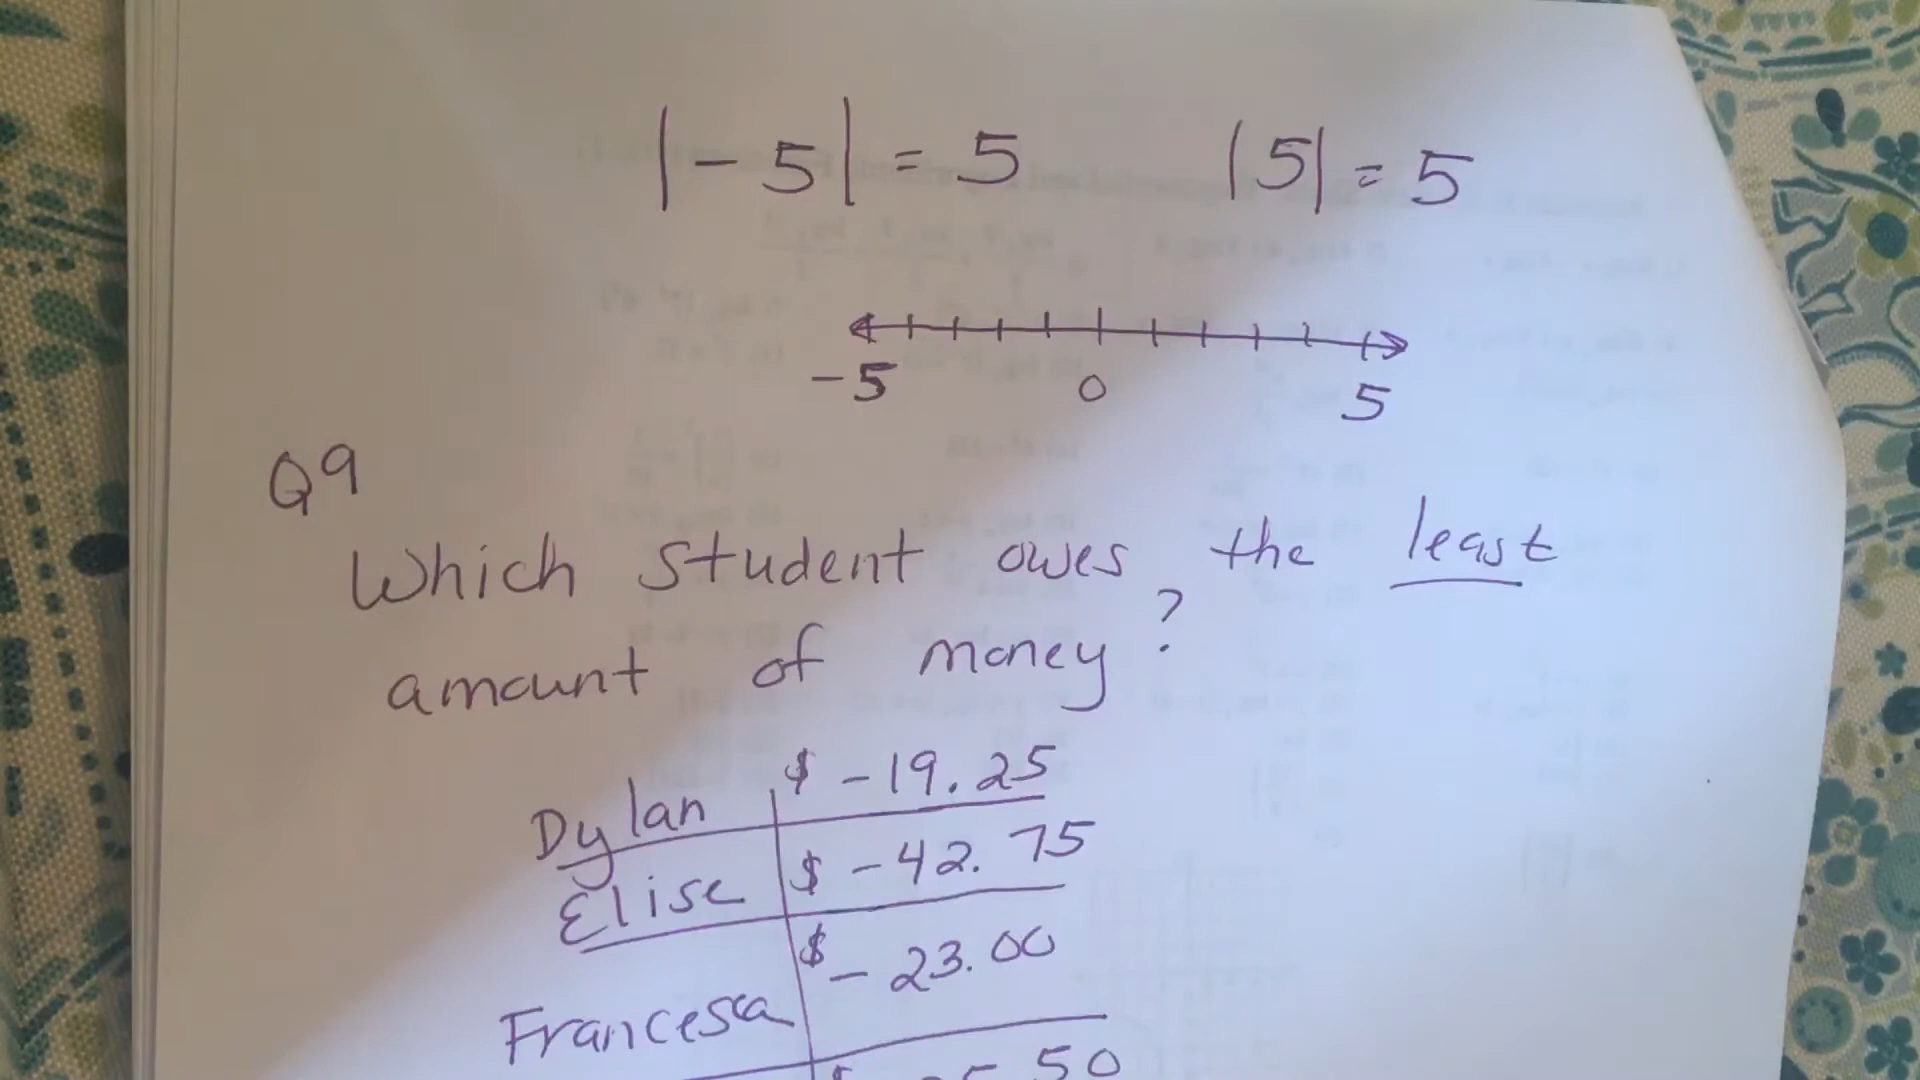 |-5| = 5 |5| = 5
-5 0 5
Q9
Which student owes the least
amount of money?
Dylan $ -19.25
Elise $ -42.75
Francesca $ -23.00